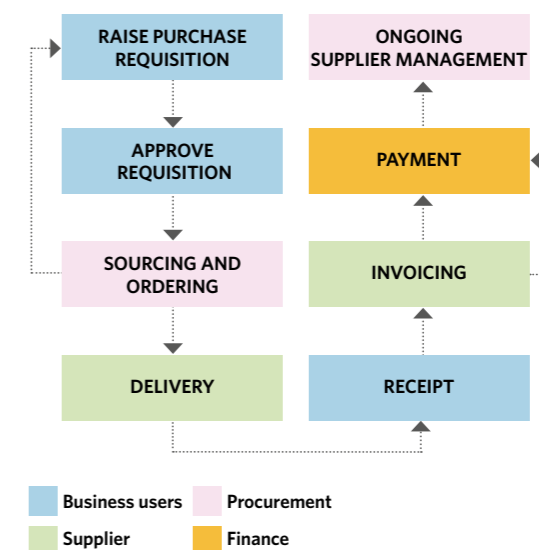 RAISE PURCHASE
REQUISITION
APPROVE
REQUISITION
SOURCING AND
ORDERING
DELIVERY
RECEIPT
INVOICING
PAYMENT
ONGOING
SUPPLIER MANAGEMENT
Business users
Procurement
Supplier
Finance